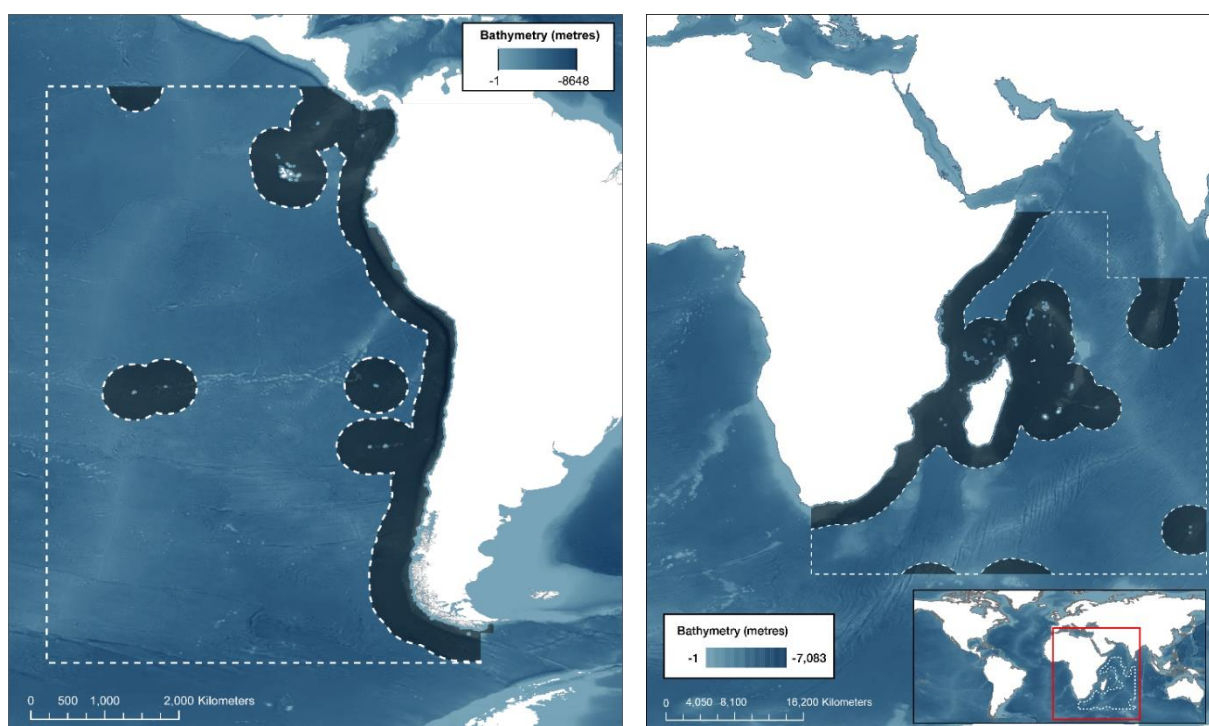 Bathymetry (metres)
-1 -8648
0 500 1,000 2,000 Kilometers
Bathymetry (metres)
-1 -7,083
0 4,050 8,100 16,200 Kilometers